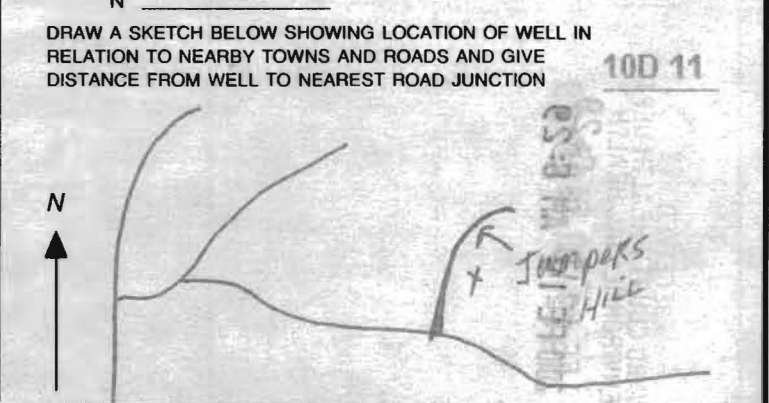 N
DRAW A SKETCH BELOW SHOWING LOCATION OF WELL IN
RELATION TO NEARBY TOWNS AND ROADS AND GIVE
DISTANCE FROM WELL TO NEAREST ROAD JUNCTION
10D 11
N
X
Jumpers
Hill